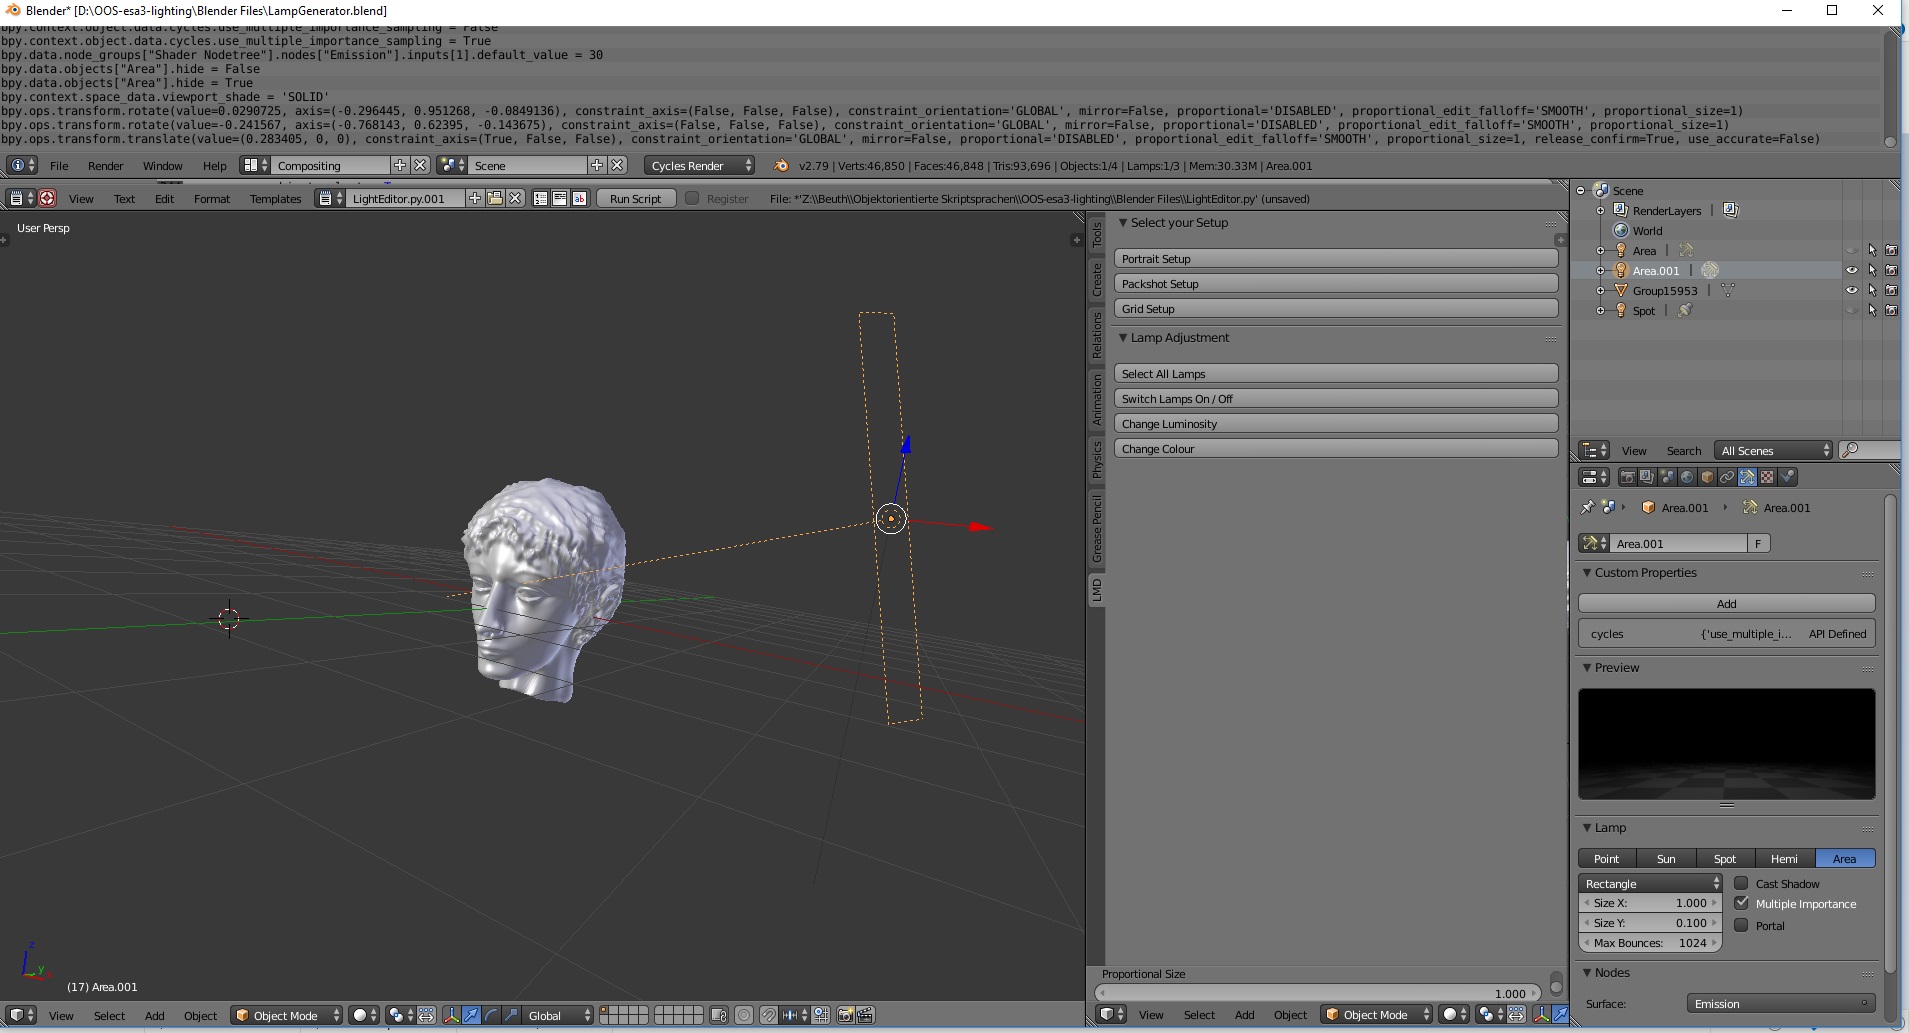 Blender* [D:\OOS-esa3-lighting\Blender Files\LampGenerator.blend]
bpy.context.object.data.cycles.use_multiple_importance_sampling = False
bpy.context.object.data.cycles.use_multiple_importance_sampling = True
bpy.data.node_groups["Shader Nodetree"].nodes["Emission"].inputs[1].default_value = 30
bpy.data.objects["Area"].hide = False
bpy.data.objects["Area"].hide = True
bpy.context.space_data.viewport_shade = 'SOLID'
bpy.ops.transform.rotate(value=0.0290725, axis=(-0.296445, 0.951268, -0.0849136), constraint_axis=(False, False, False), constraint_orientation='GLOBAL', mirror=False, proportional='DISABLED', proportional_edit_falloff='SMOOTH', proportional_size=1)
bpy.ops.transform.rotate(value=-0.241567, axis=(-0.768143, 0.62395, -0.143675), constraint_axis=(False, False, False), constraint_orientation='GLOBAL', mirror=False, proportional='DISABLED', proportional_edit_falloff='SMOOTH', proportional_size=1)
bpy.ops.transform.translate(value=(0.283405, 0, 0), constraint_axis=(True, False, False), constraint_orientation='GLOBAL', mirror=False, proportional='DISABLED', proportional_edit_falloff='SMOOTH', proportional_size=1, release_confirm=True, use_accurate=False)
File Render Window Help Compositing Scene Cycles Render v2.79 | Verts:46,850 | Faces:46,848 | Tris:93,696 | Objects:1/4 | Lamps:1/3 | Mem:30.33M | Area.001
View Text Edit Format Templates LightEditor.py.001 Run Script Register File: *'Z:\\Beuth\\Objektorientierte Skriptsprachen\\OOS-esa3-lighting\\Blender Files\\LightEditor.py' (unsaved)
User Persp
(17) Area.001
z
y
View Select Add Object Object Mode Global
Tools
Create
Relations
Animation
Physics
Grease Pencil
LMD
Select your Setup
Portrait Setup
Packshot Setup
Grid Setup
Lamp Adjustment
Select All Lamps
Switch Lamps On / Off
Change Luminosity
Change Colour
Proportional Size
1.000
View Select Add Object Object Mode
Scene
RenderLayers
World
Area
Area.001
Group15953
Spot
View Search All Scenes
Area.001 Area.001
Area.001 F
Custom Properties
Add
cycles {'use_multiple_i... API Defined
Preview
Lamp
Point Sun Spot Hemi Area
Rectangle Cast Shadow
Size X: 1.000 Multiple Importance
Size Y: 0.100 Portal
Max Bounces: 1024
Nodes
Surface: Emission